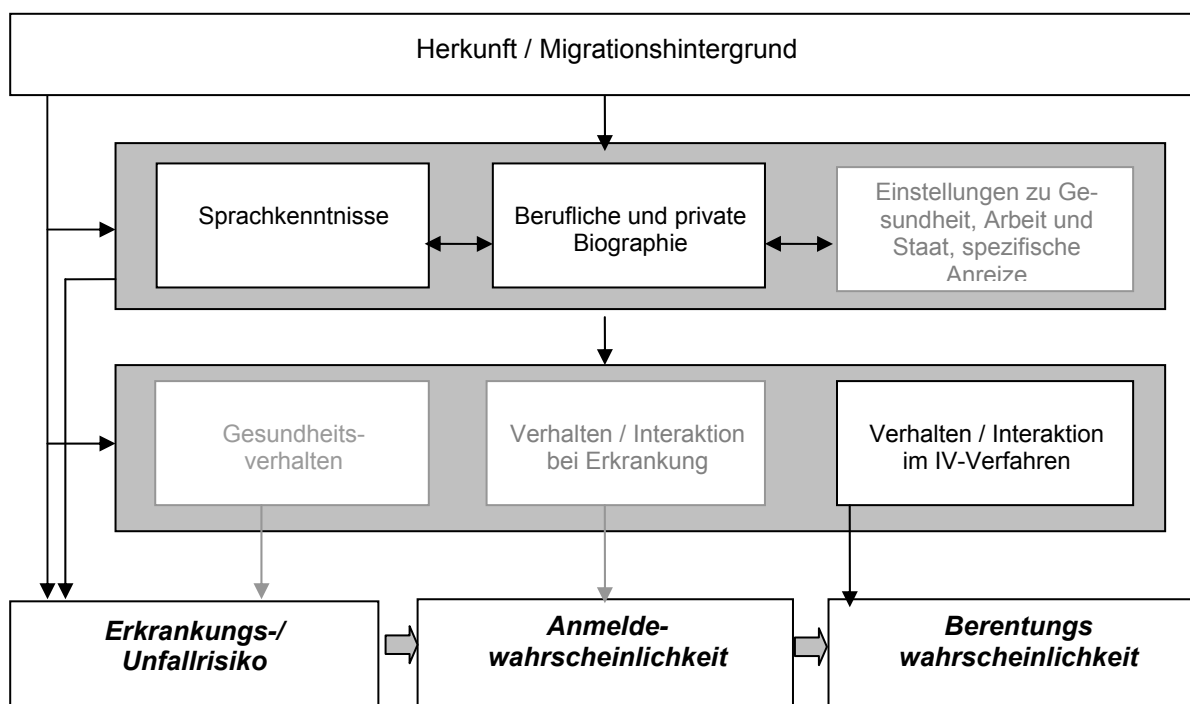 Herkunft / Migrationshintergrund
Sprachkenntnisse
Berufliche und private
Biographie
Einstellungen zu Ge-
sundheit, Arbeit und
Staat, spezifische
Anreize
Gesundheits-
verhalten
Verhalten / Interaktion
bei Erkrankung
Verhalten / Interaktion
im IV-Verfahren
Erkrankungs-/
Unfallrisiko
Anmelde-
wahrscheinlichkeit
Berentungs
wahrscheinlichkeit